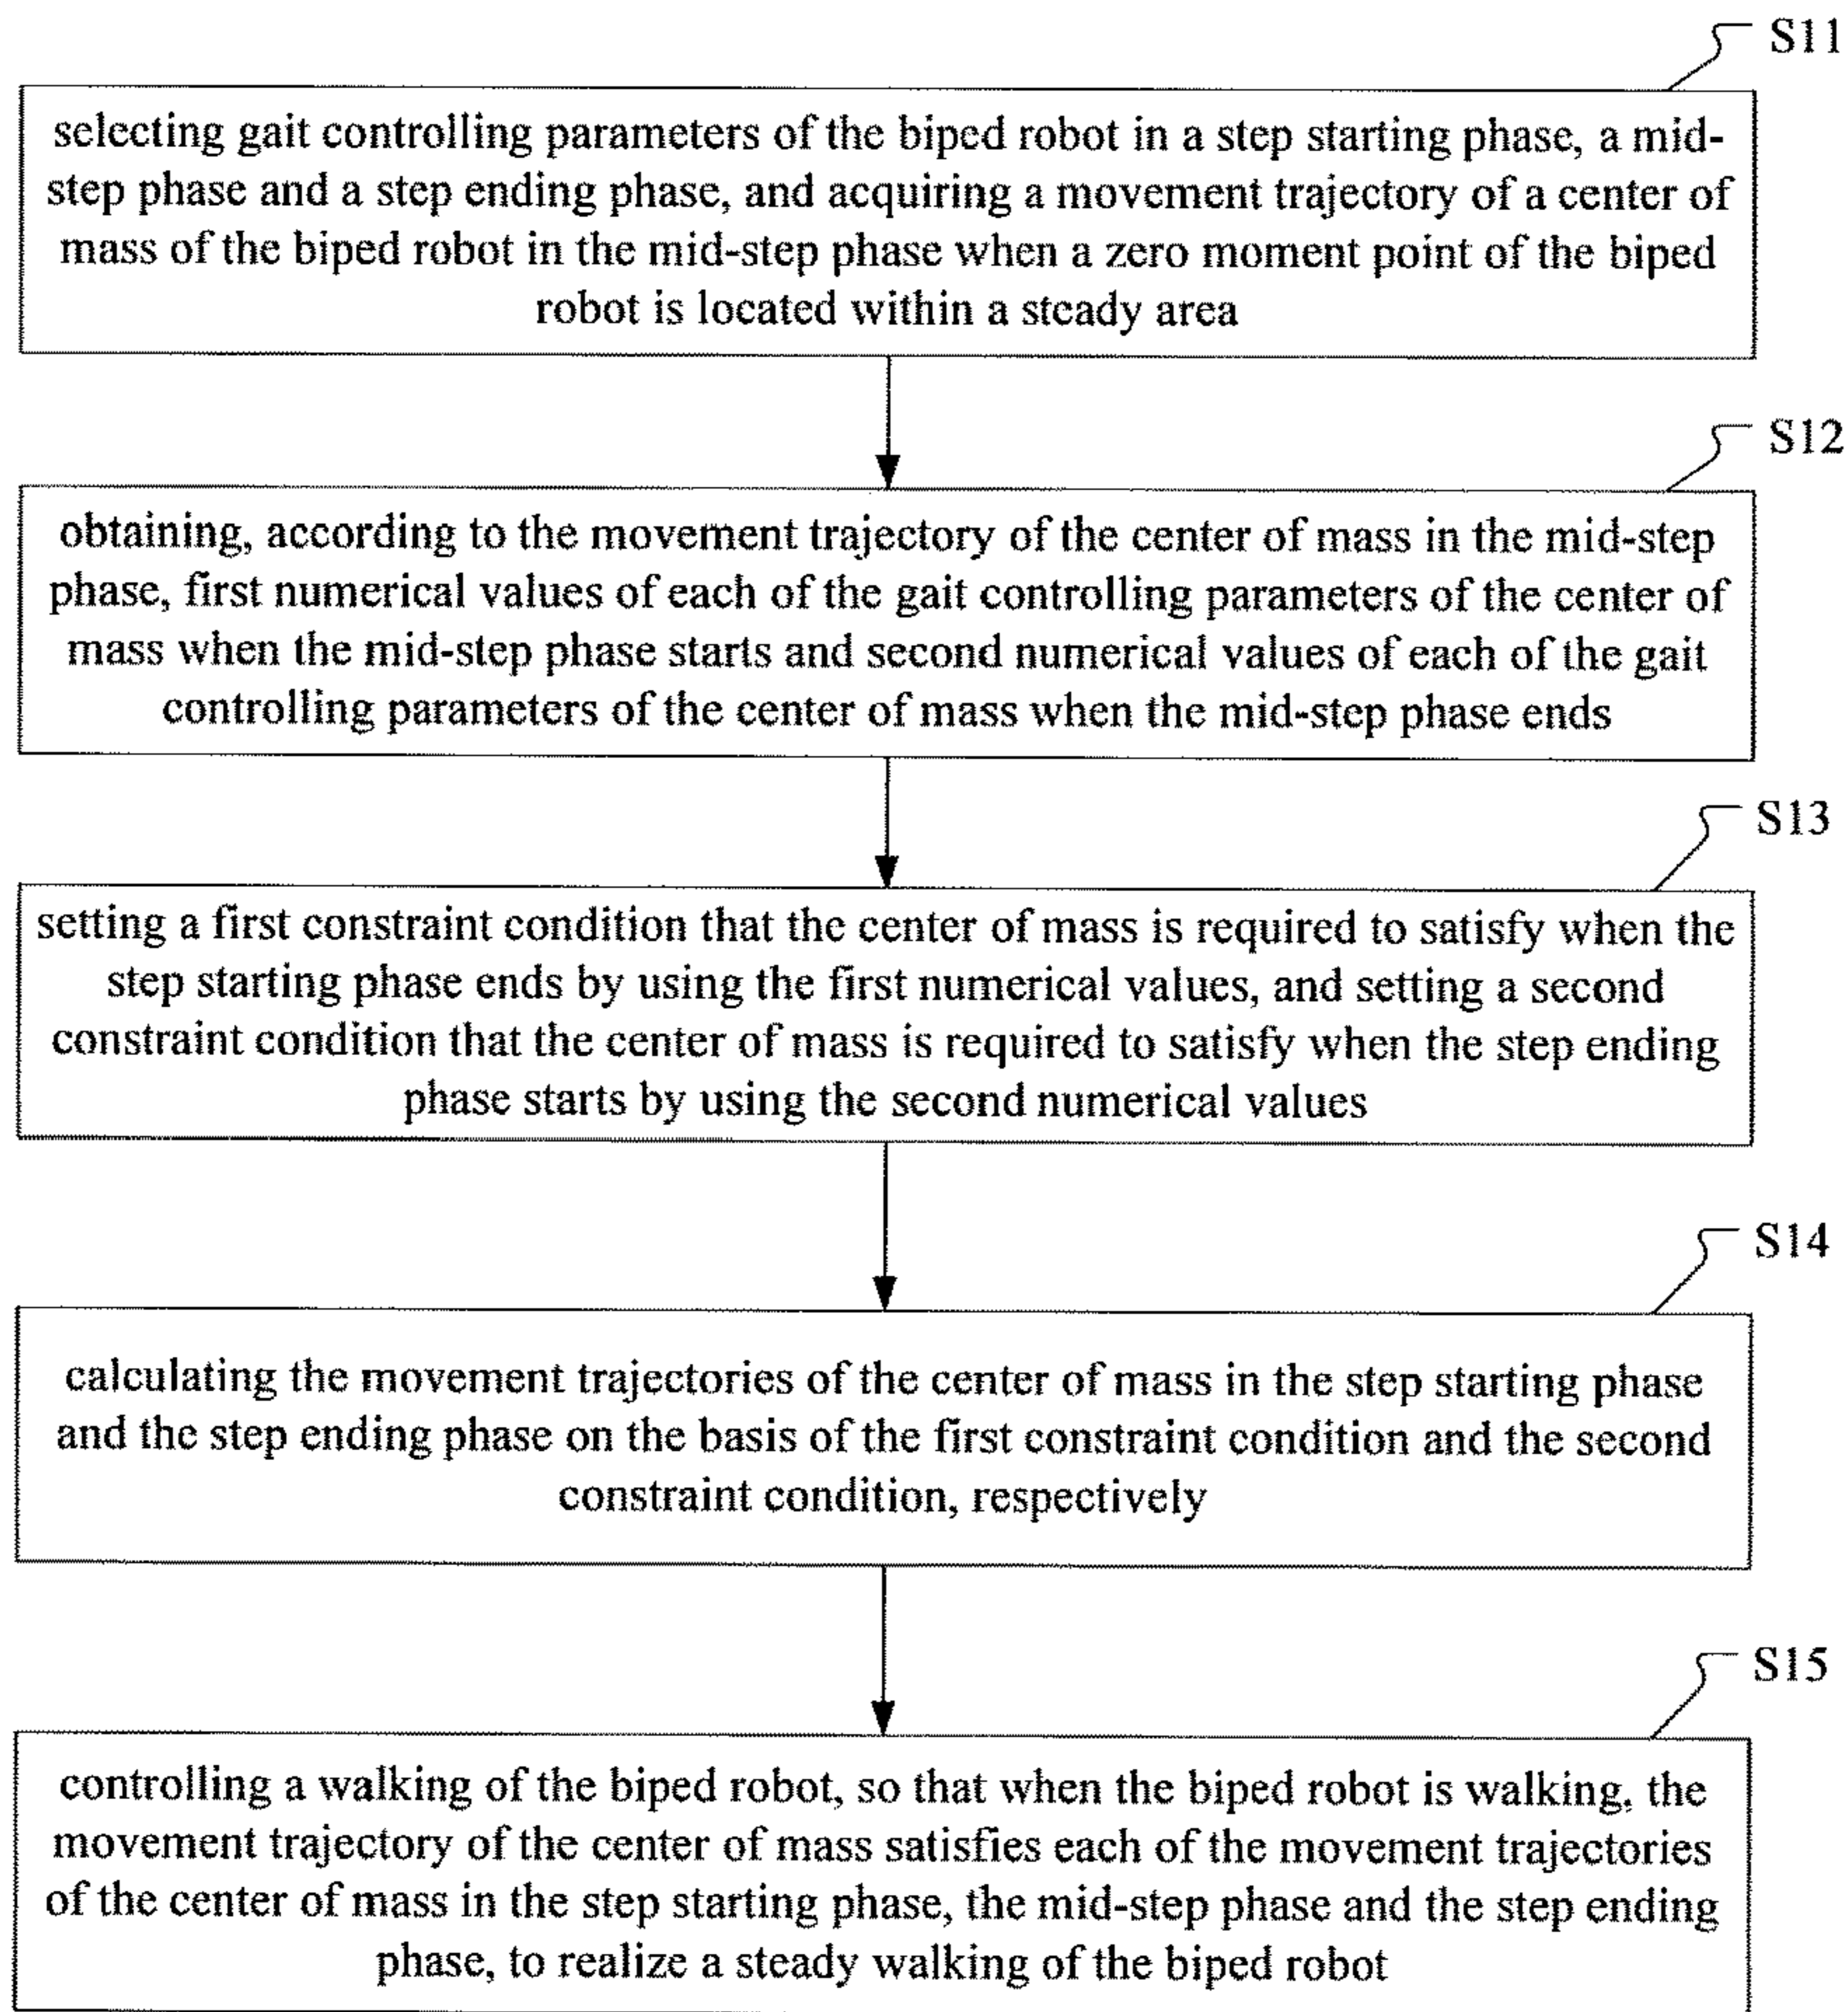 S11
selecting gait controlling parameters of the biped robot in a step starting phase, a mid-
step phase and a step ending phase, and acquiring a movement trajectory of a center of
mass of the biped robot in the mid-step phase when a zero moment point of the biped
robot is located within a steady area
S12
obtaining, according to the movement trajectory of the center of mass in the mid-step
phase, first numerical values of each of the gait controlling parameters of the center of
mass when the mid-step phase starts and second numerical values of each of the gait
controlling parameters of the center of mass when the mid-step phase ends
S13
setting a first constraint condition that the center of mass is required to satisfy when the
step starting phase ends by using the first numerical values, and setting a second
constraint condition that the center of mass is required to satisfy when the step ending
phase starts by using the second numerical values
S14
calculating the movement trajectories of the center of mass in the step starting phase
and the step ending phase on the basis of the first constraint condition and the second
constraint condition, respectively
S15
controlling a walking of the biped robot, so that when the biped robot is walking, the
movement trajectory of the center of mass satisfies each of the movement trajectories
of the center of mass in the step starting phase, the mid-step phase and the step ending
phase, to realize a steady walking of the biped robot